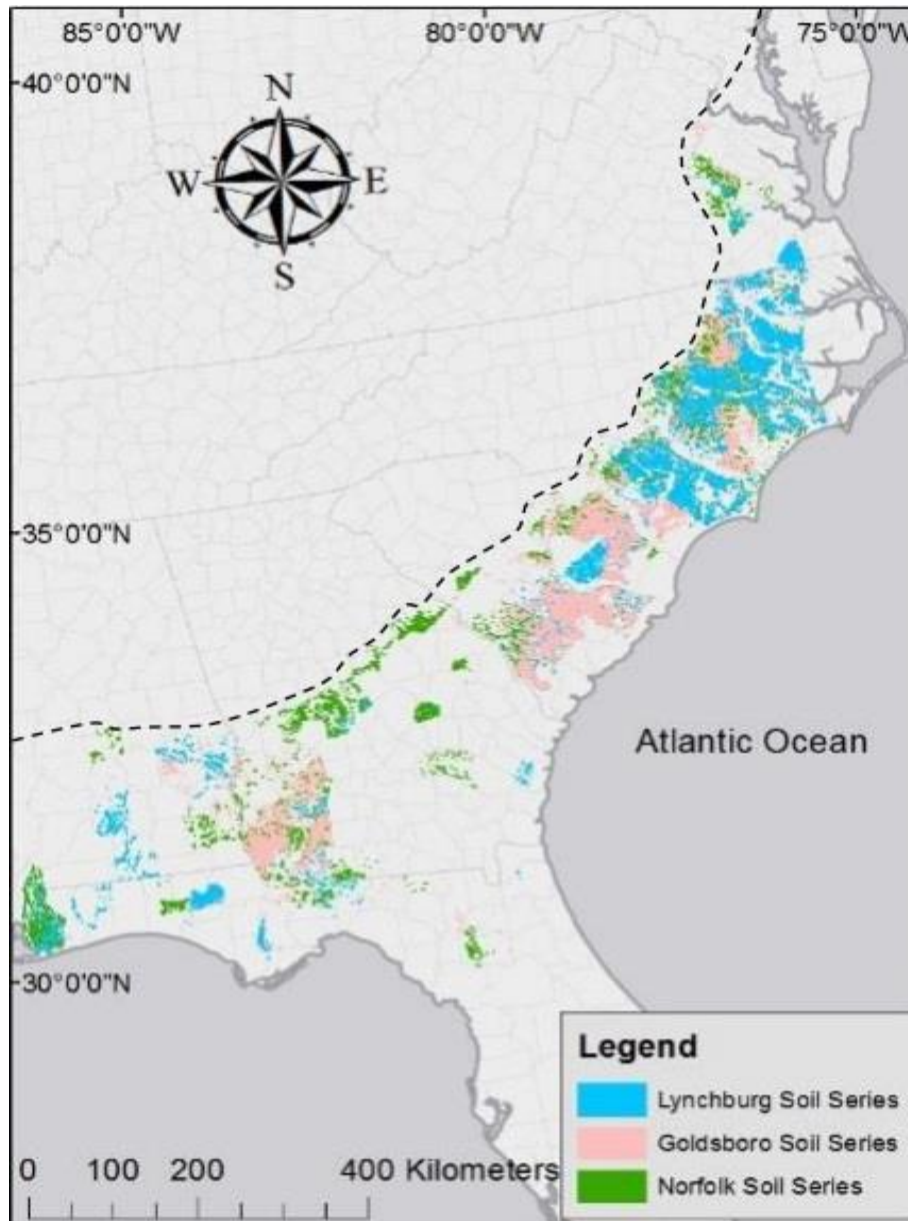 85°0'0"W 80°0'0"W 75°0'0"W
40°0'0"N
N
W E
S
35°0'0"N
Atlantic Ocean
30°0'0"N
Legend
Lynchburg Soil Series
Goldsboro Soil Series
Norfolk Soil Series
0 100 200 400 Kilometers